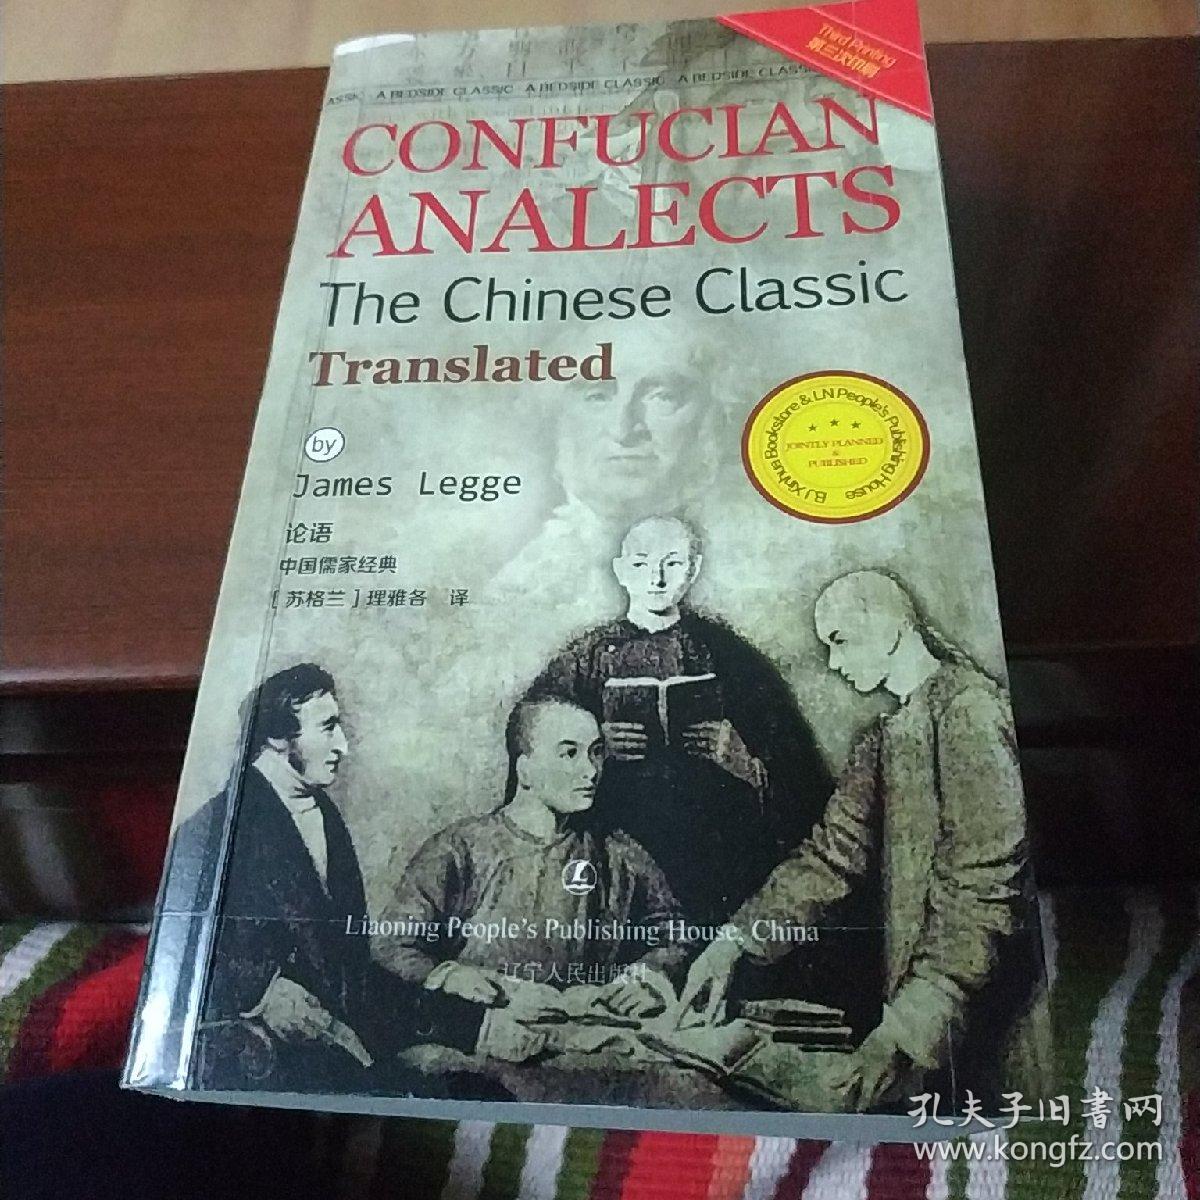 Third Printing
第三次印刷
ASSIC A BEDSIDE CLASSIC A BEDSIDE CLASSIC A BEDSIDE CLASSIC
CONFUCIAN
ANALECTS
The Chinese Classic
Translated
by
James Legge
BJ Xinhua Bookstore & LN People's Publishing House
JOINTLY PLANNED
&
PUBLISHED
论语
中国儒家经典
[苏格兰]理雅各 译
L
Liaoning People's Publishing House, China
辽宁人民出版社
孔夫子旧書网
www.kongfz.com